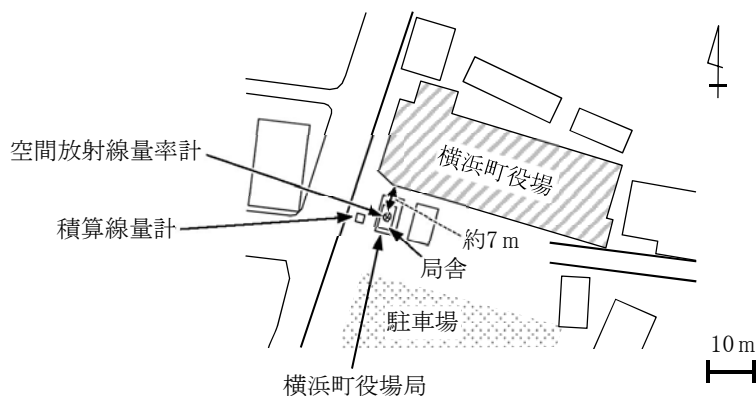 空間放射線量率計
横浜町役場
積算線量計
約7 m
局舎
駐車場
10 m
横浜町役場局